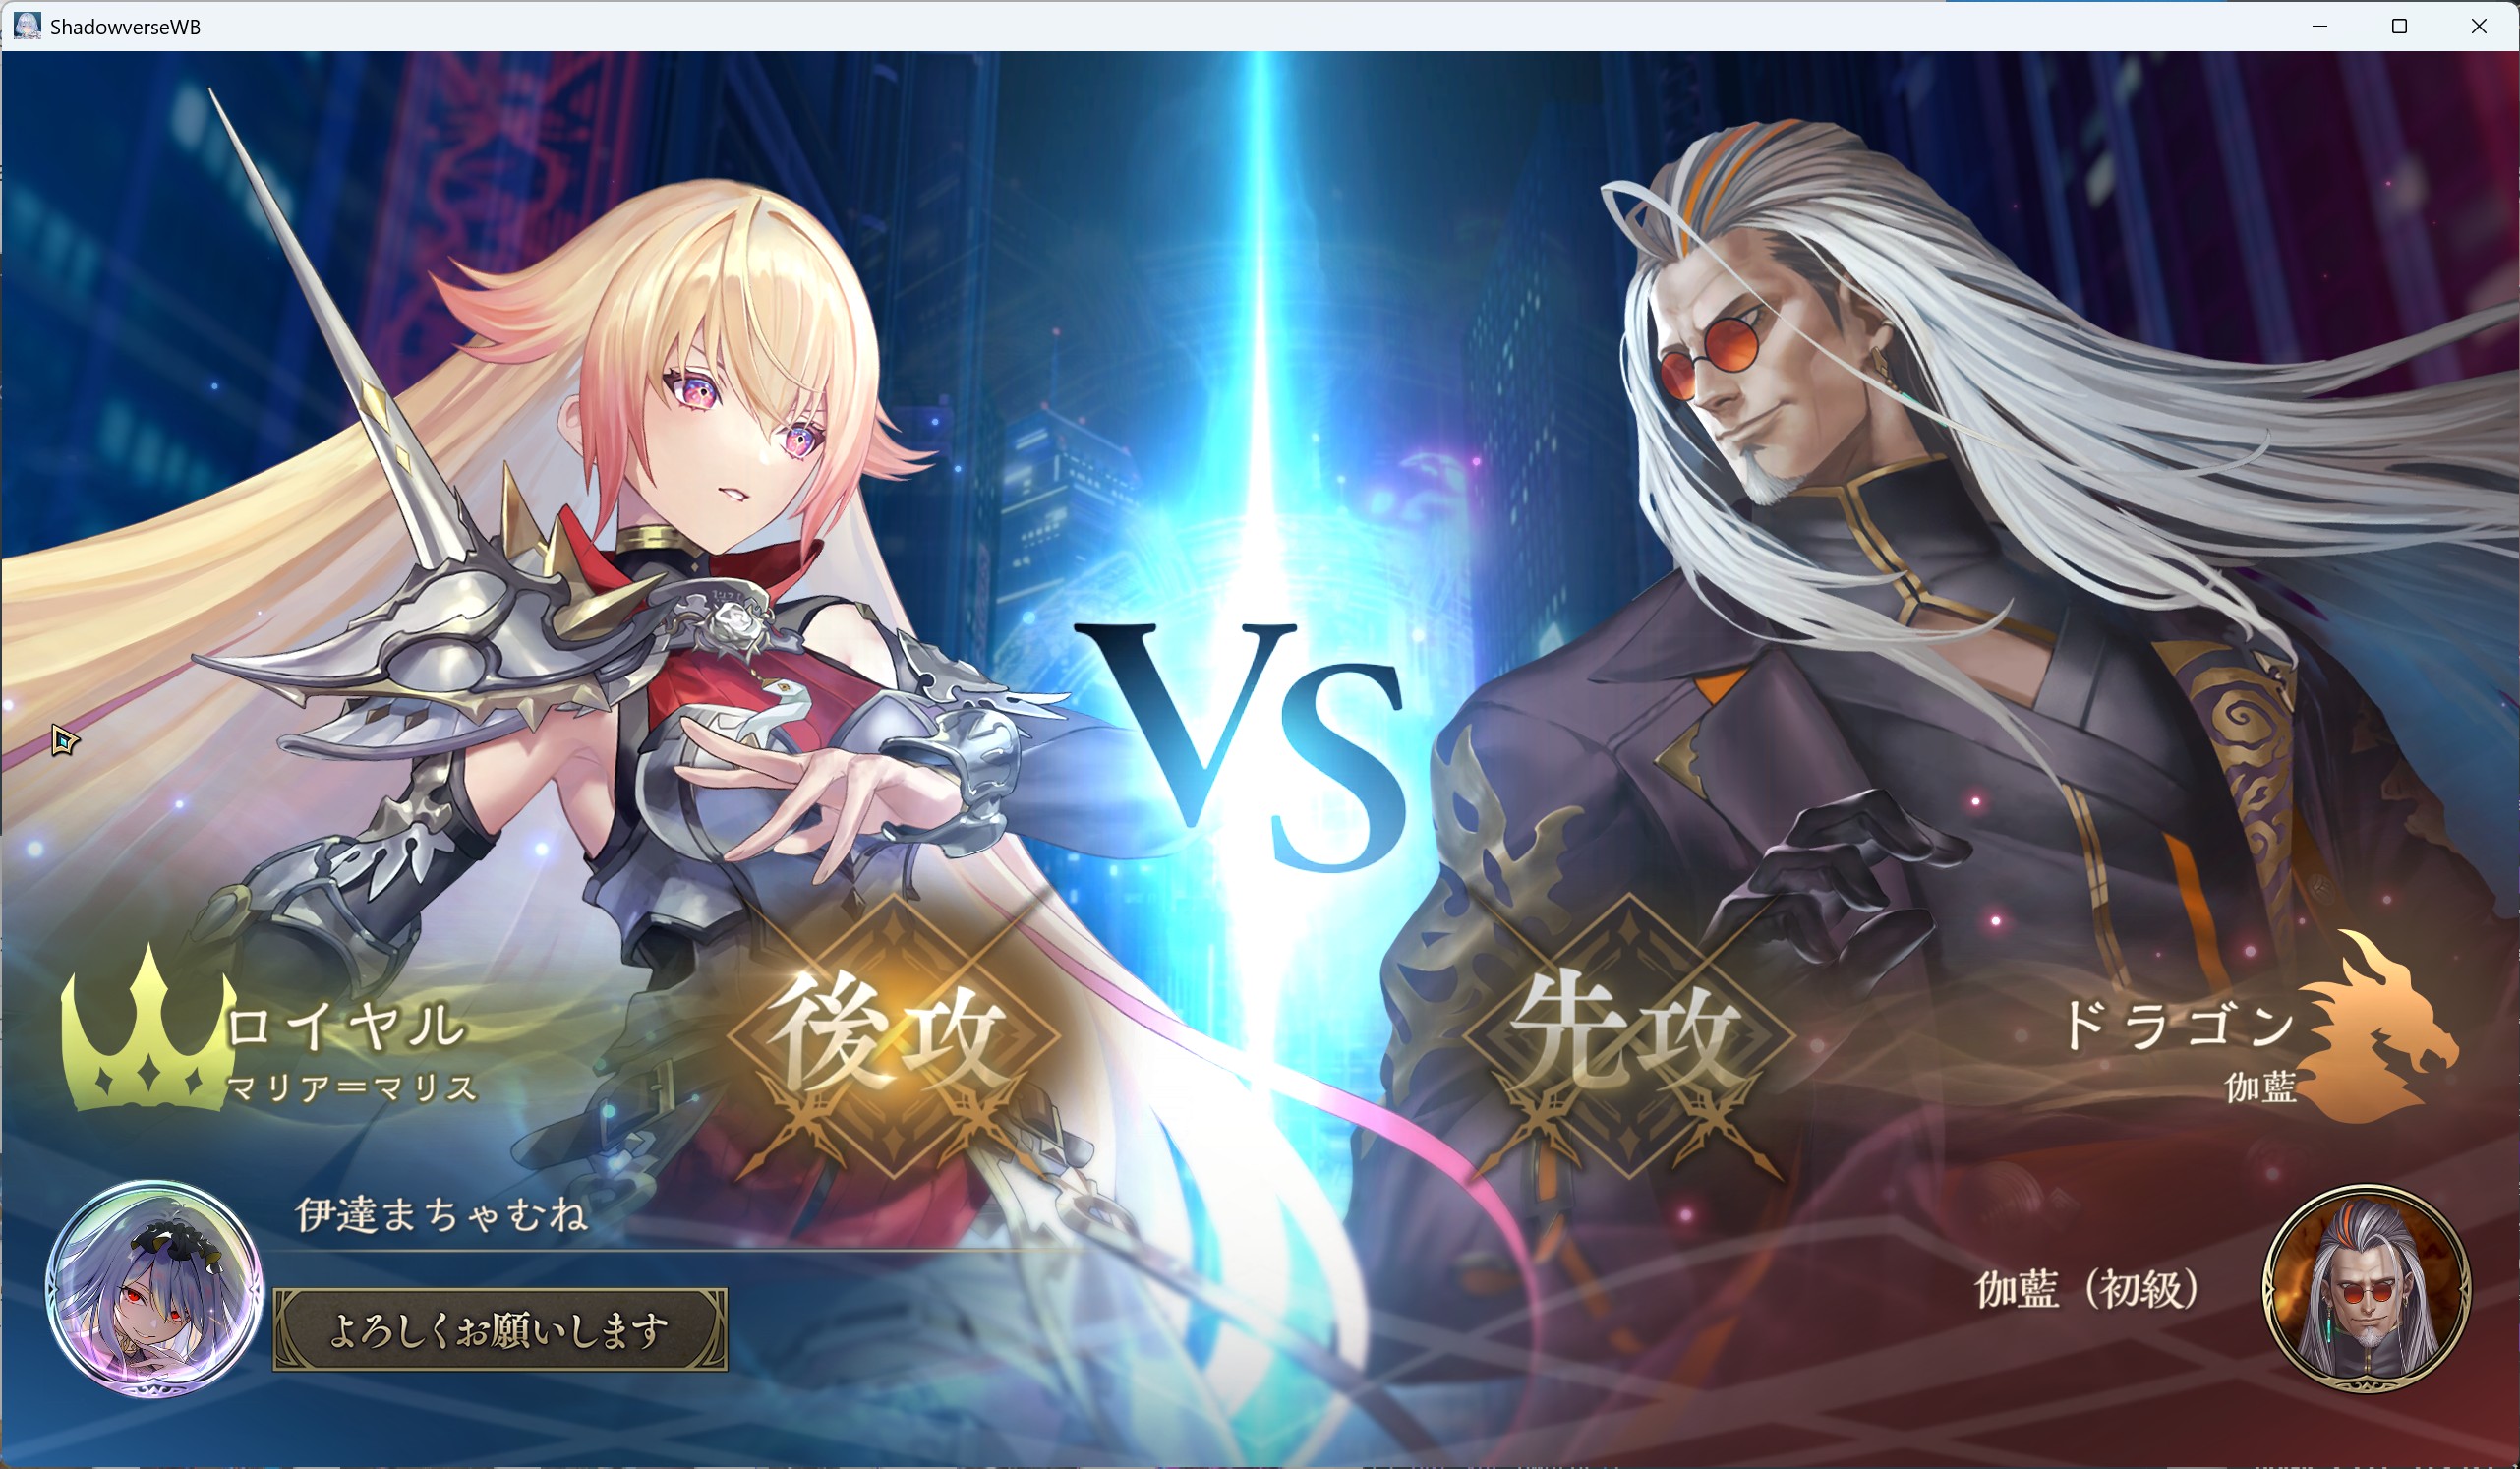 ShadowverseWB
VS
ロイヤル
マリア＝マリス
後攻
先攻
ドラゴン
伽藍
伊達まちゃむね
よろしくお願いします
伽藍（初級）